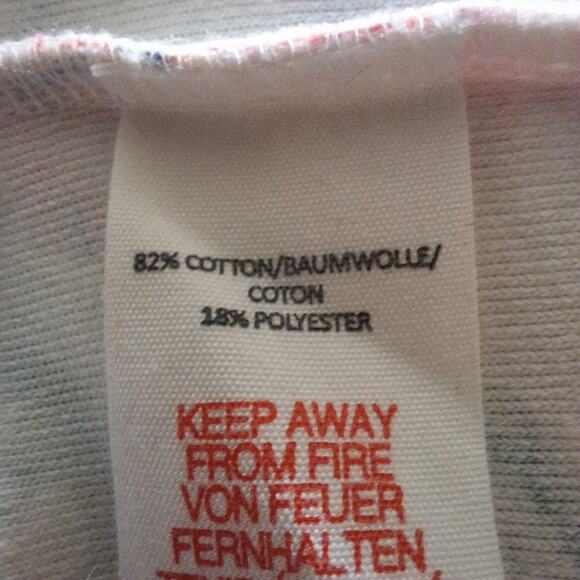 82% COTTON/BAUMWOLLE/
COTON
18% POLYESTER
KEEP AWAY
FROM FIRE
VON FEUER
FERNHALTEN